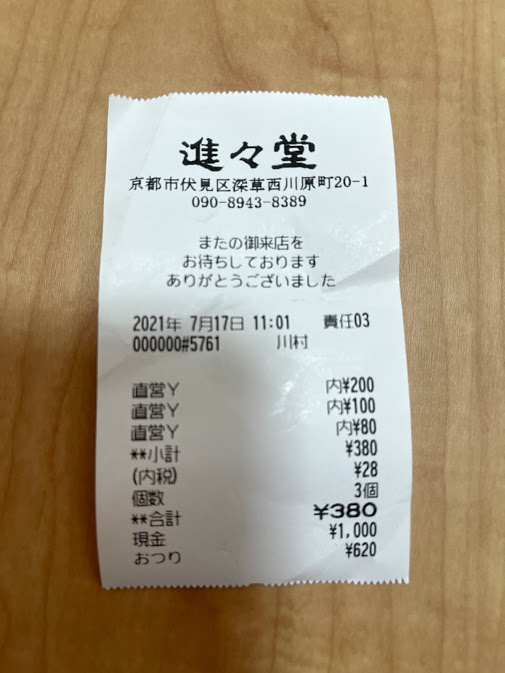 進々堂
京都市伏見区深草西川原町20-1
090-8943-8389
またの御来店を
お待ちしております
ありがとうございました
2021年 7月17日 11:01 責任03
000000#5761 川村
直営Y 内¥200
直営Y 内¥100
直営Y 内¥80
**小計 ¥380
(内税) ¥28
個数 3個
**合計 ¥380
現金 ¥1,000
おつり ¥620